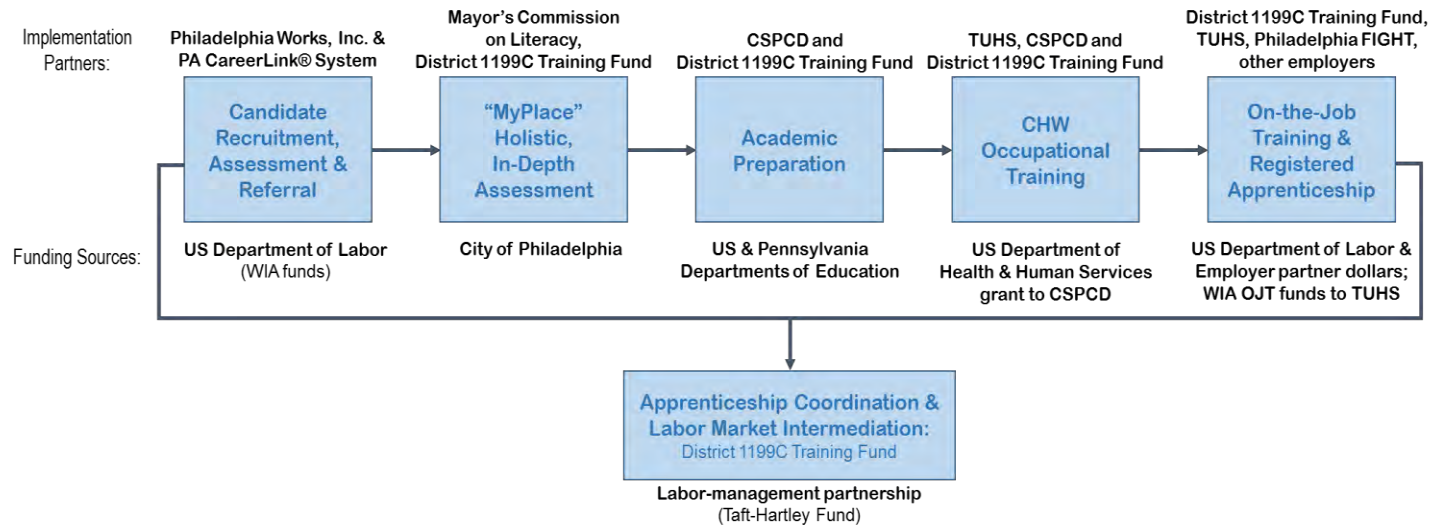 Implementation
Partners:
Philadelphia Works, Inc. &
PA CareerLink® System
Mayor's Commission
on Literacy,
District 1199C Training Fund
CSPCD and
District 1199C Training Fund
TUHS, CSPCD and
District 1199C Training Fund
District 1199C Training Fund,
TUHS, Philadelphia FIGHT,
other employers
Candidate
Recruitment,
Assessment &
Referral
“MyPlace”
Holistic,
In-Depth
Assessment
Academic
Preparation
CHW
Occupational
Training
On-the-Job
Training &
Registered
Apprenticeship
Funding Sources:
US Department of Labor
(WIA funds)
City of Philadelphia
US & Pennsylvania
Departments of Education
US Department of
Health & Human Services
grant to CSPCD
US Department of Labor &
Employer partner dollars;
WIA OJT funds to TUHS
Apprenticeship Coordination &
Labor Market Intermediation:
District 1199C Training Fund
Labor-management partnership
(Taft-Hartley Fund)